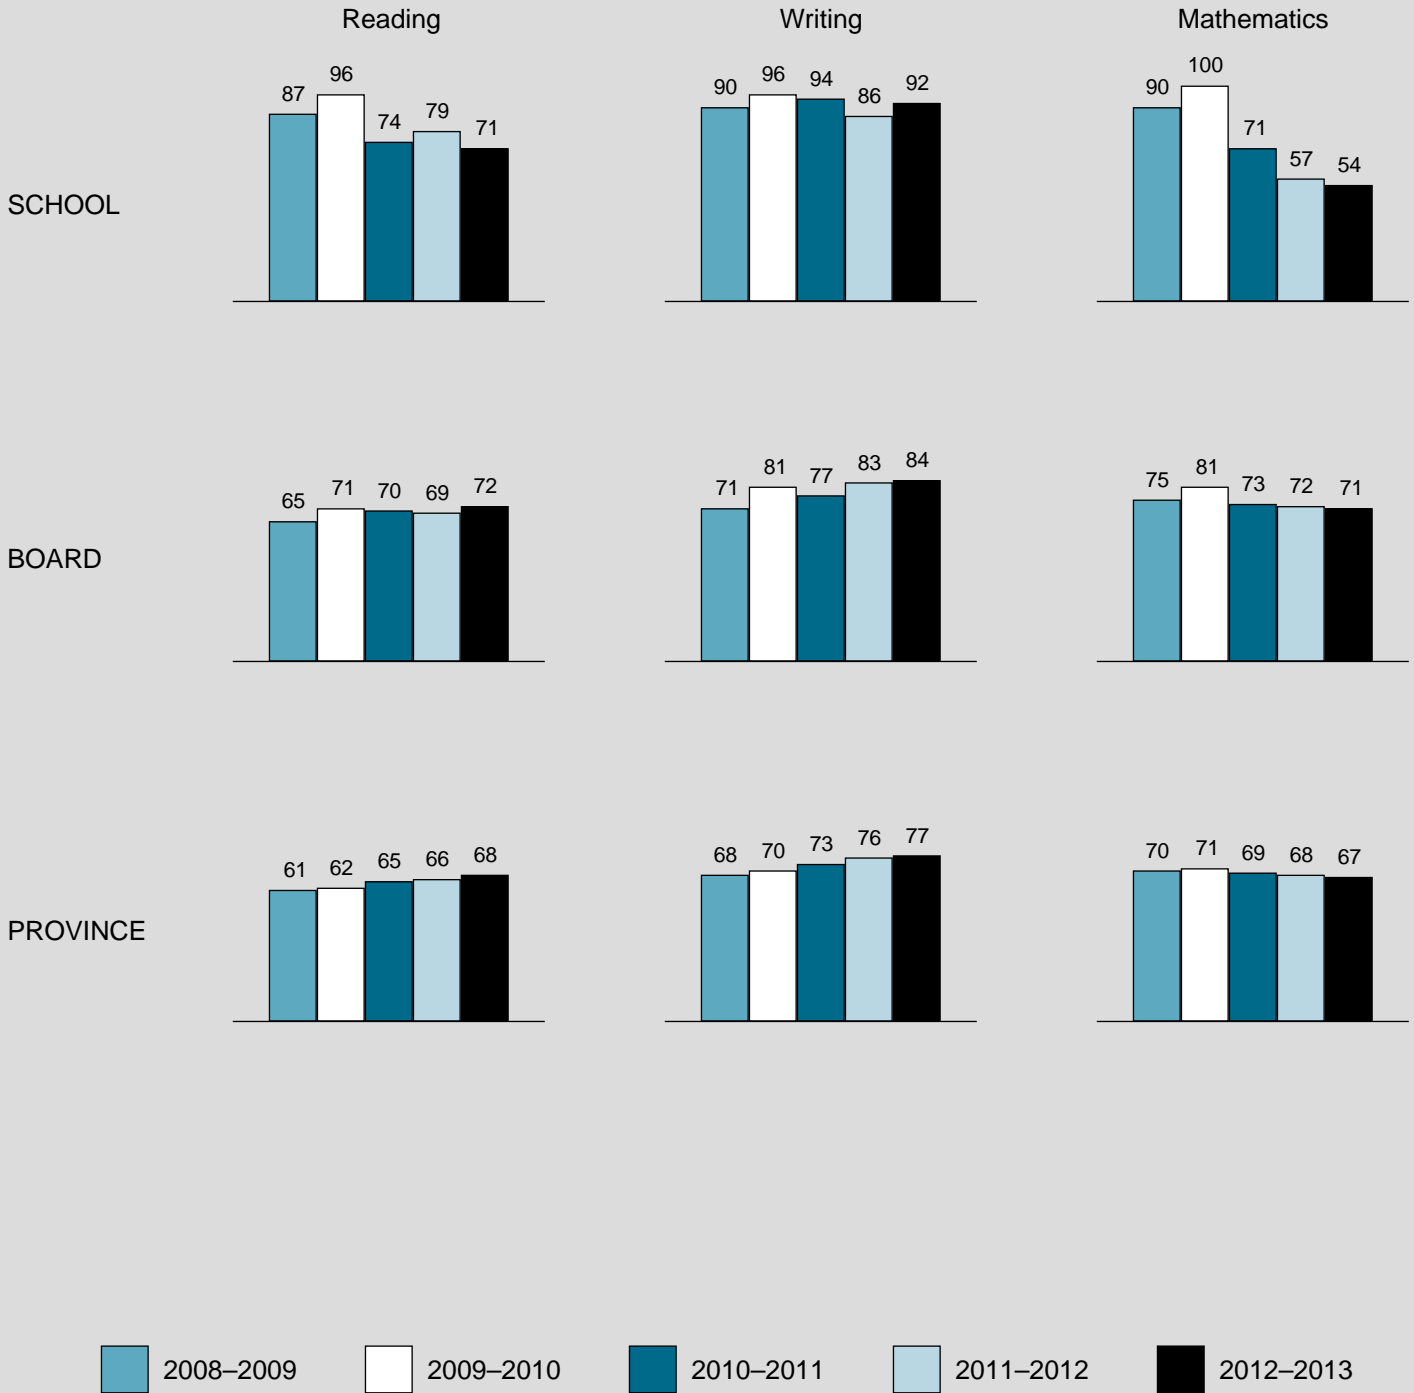 Reading Writing Mathematics
SCHOOL
87 96 74 79 71
90 96 94 86 92
90 100 71 57 54
BOARD
65 71 70 69 72
71 81 77 83 84
75 81 73 72 71
PROVINCE
61 62 65 66 68
68 70 73 76 77
70 71 69 68 67
2008–2009 2009–2010 2010–2011 2011–2012 2012–2013